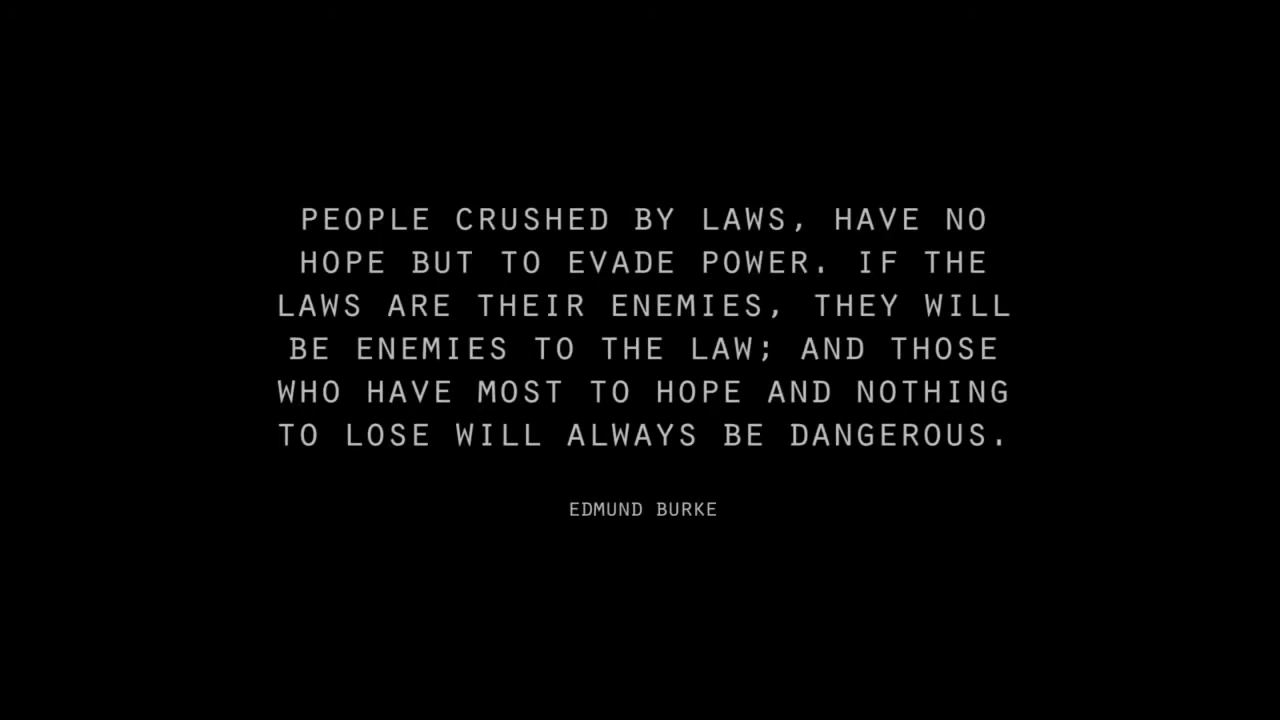 PEOPLE CRUSHED BY LAWS, HAVE NO
HOPE BUT TO EVADE POWER. IF THE
LAWS ARE THEIR ENEMIES, THEY WILL
BE ENEMIES TO THE LAW; AND THOSE
WHO HAVE MOST TO HOPE AND NOTHING
TO LOSE WILL ALWAYS BE DANGEROUS.
EDMUND BURKE